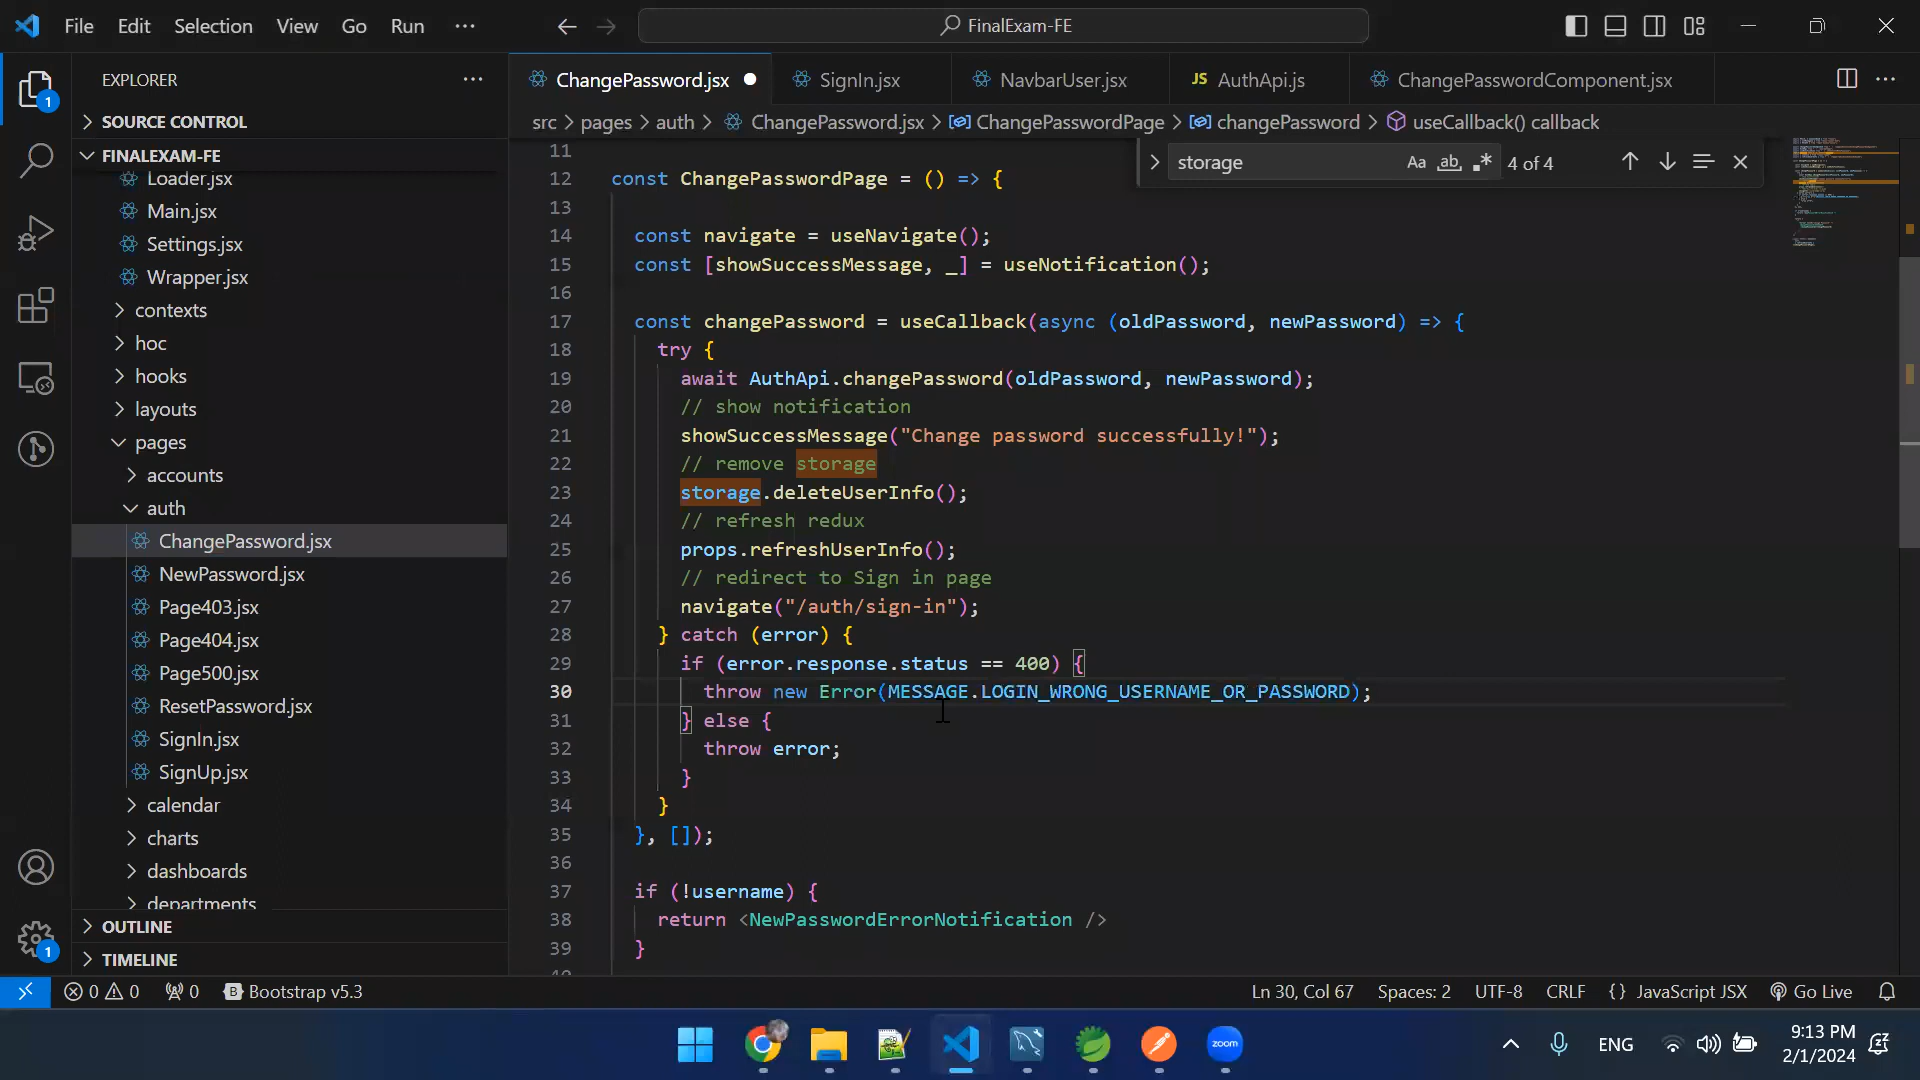 File Edit Selection View Go Run ···
FinalExam-FE
EXPLORER ···
ChangePassword.jsx SignIn.jsx NavbarUser.jsx JS AuthApi.js ChangePasswordComponent.jsx ···
src > pages > auth > ChangePassword.jsx > ChangePasswordPage > changePassword > useCallback() callback
storage Aa ab .* 4 of 4
SOURCE CONTROL
FINALEXAM-FE
Loader.jsx
Main.jsx
Settings.jsx
Wrapper.jsx
contexts
hoc
hooks
layouts
pages
accounts
auth
ChangePassword.jsx
NewPassword.jsx
Page403.jsx
Page404.jsx
Page500.jsx
ResetPassword.jsx
SignIn.jsx
SignUp.jsx
calendar
charts
dashboards
departments
OUTLINE
TIMELINE
1
1
11
12 const ChangePasswordPage = () => {
13
14 const navigate = useNavigate();
15 const [showSuccessMessage, _] = useNotification();
16
17 const changePassword = useCallback(async (oldPassword, newPassword) => {
18 try {
19 await AuthApi.changePassword(oldPassword, newPassword);
20 // show notification
21 showSuccessMessage("Change password successfully!");
22 // remove storage
23 storage.deleteUserInfo();
24 // refresh redux
25 props.refreshUserInfo();
26 // redirect to Sign in page
27 navigate("/auth/sign-in");
28 } catch (error) {
29 if (error.response.status == 400) {
30 throw new Error(MESSAGE.LOGIN_WRONG_USERNAME_OR_PASSWORD);
31 } else {
32 throw error;
33 }
34 }
35 }, []);
36
37 if (!username) {
38 return <NewPasswordErrorNotification />
39 }
0 0 0 Bootstrap v5.3
Ln 30, Col 67 Spaces: 2 UTF-8 CRLF {} JavaScript JSX Go Live
zoom
ENG
9:13 PM
2/1/2024